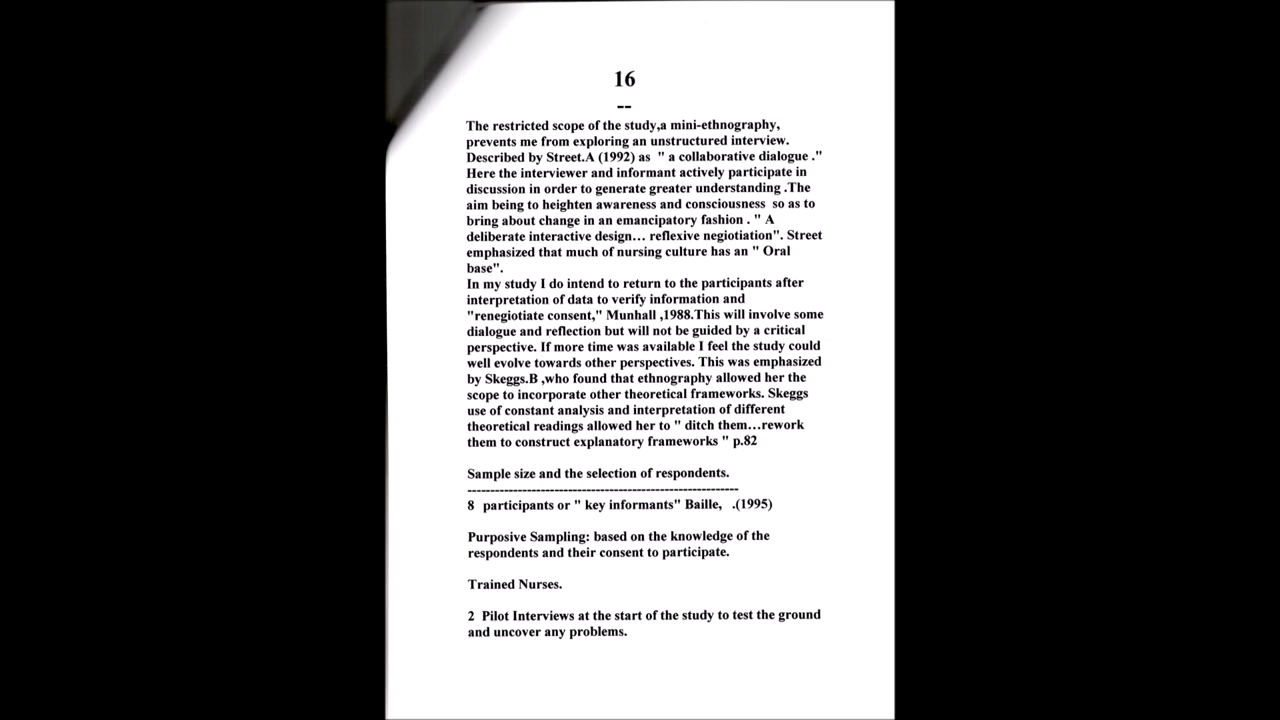 16
--
The restricted scope of the study,a mini-ethnography,
prevents me from exploring an unstructured interview.
Described by Street.A (1992) as " a collaborative dialogue ."
Here the interviewer and informant actively participate in
discussion in order to generate greater understanding .The
aim being to heighten awareness and consciousness so as to
bring about change in an emancipatory fashion . " A
deliberate interactive design... reflexive negiotiation". Street
emphasized that much of nursing culture has an " Oral
base".
In my study I do intend to return to the participants after
interpretation of data to verify information and
"renegiotiate consent," Munhall ,1988.This will involve some
dialogue and reflection but will not be guided by a critical
perspective. If more time was available I feel the study could
well evolve towards other perspectives. This was emphasized
by Skeggs.B ,who found that ethnography allowed her the
scope to incorporate other theoretical frameworks. Skeggs
use of constant analysis and interpretation of different
theoretical readings allowed her to " ditch them...rework
them to construct explanatory frameworks " p.82
Sample size and the selection of respondents.
-----------------------------------------------------------
8 participants or " key informants" Baille, .(1995)
Purposive Sampling: based on the knowledge of the
respondents and their consent to participate.
Trained Nurses.
2 Pilot Interviews at the start of the study to test the ground
and uncover any problems.